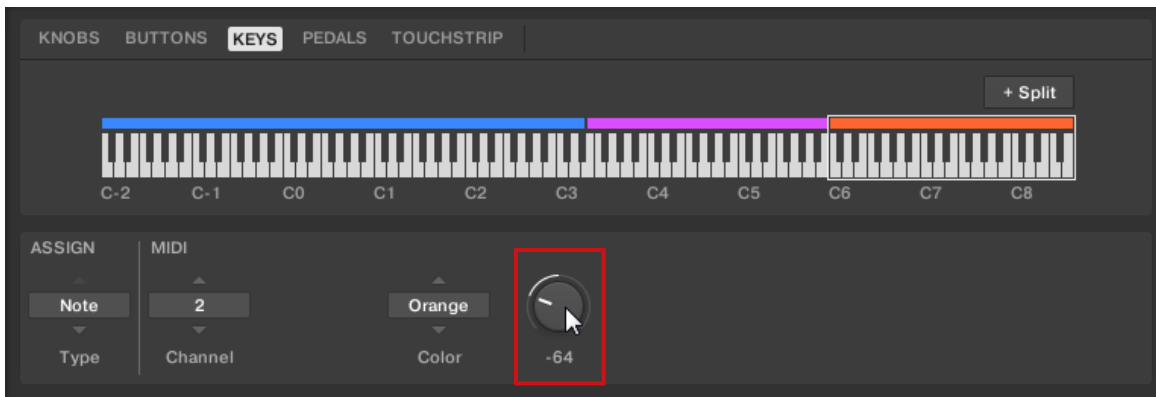 KNOBS BUTTONS KEYS PEDALS TOUCHSTRIP
+ Split
C-2 C-1 C0 C1 C2 C3 C4 C5 C6 C7 C8
ASSIGN MIDI
Note 2 Orange
Type Channel Color -64